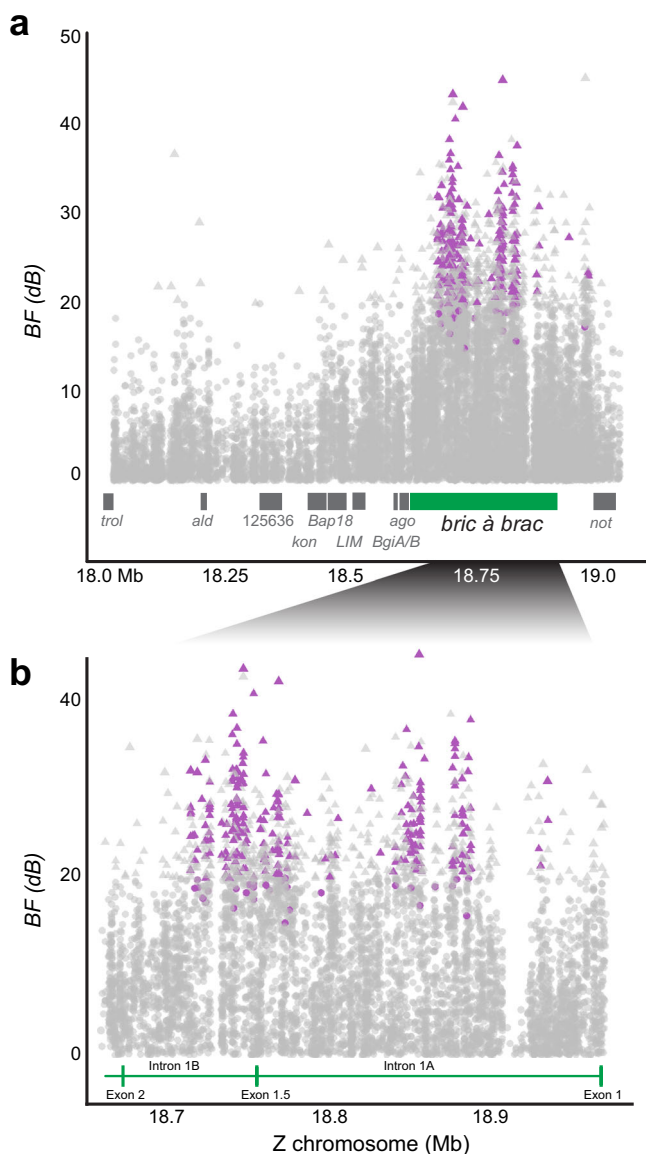 a
50
40
30
20
10
0
BF (dB)
trol ald 125636 Bap18 ago bric à brac not
kon LIM BgiA/B
18.0 Mb 18.25 18.5 18.75 19.0
b
40
20
0
BF (dB)
Intron 1B Intron 1A
Exon 2 Exon 1.5 Exon 1
18.7 18.8 18.9
Z chromosome (Mb)